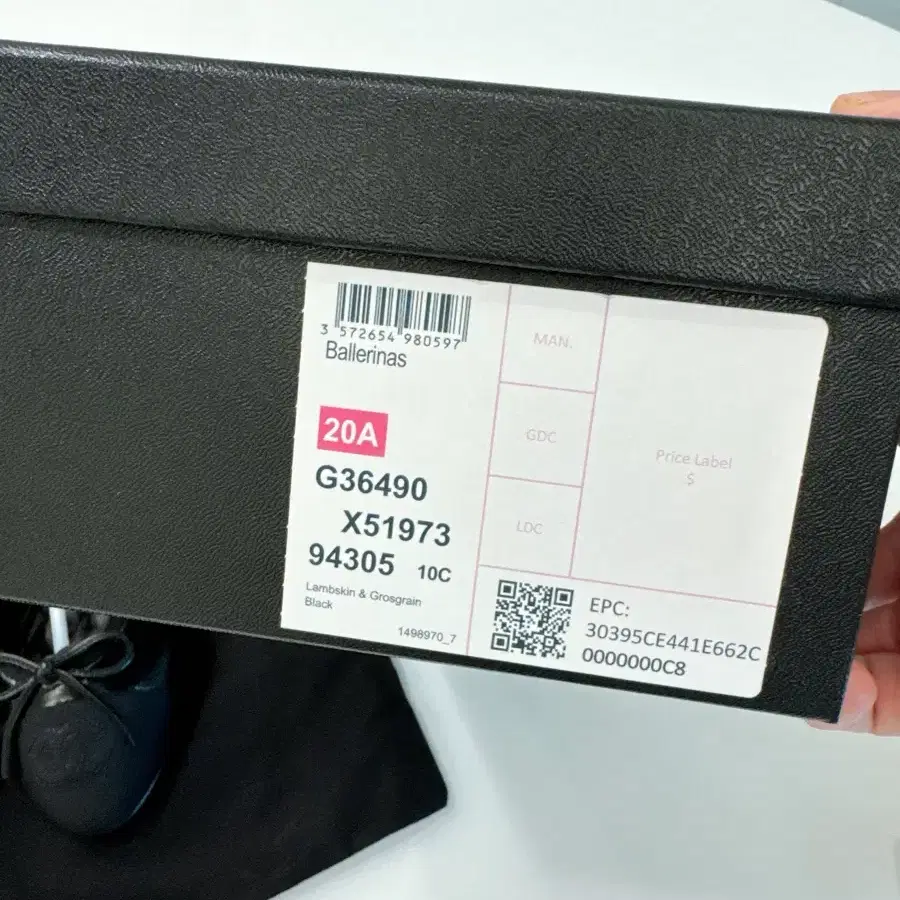 3 572654 980597
Ballerinas
20A
G36490
X51973
94305 10C
Lambskin & Grosgrain
Black
1498970_7
MAN.
GDC
LDC
Price Label
$
EPC:
30395CE441E662C
0000000C8